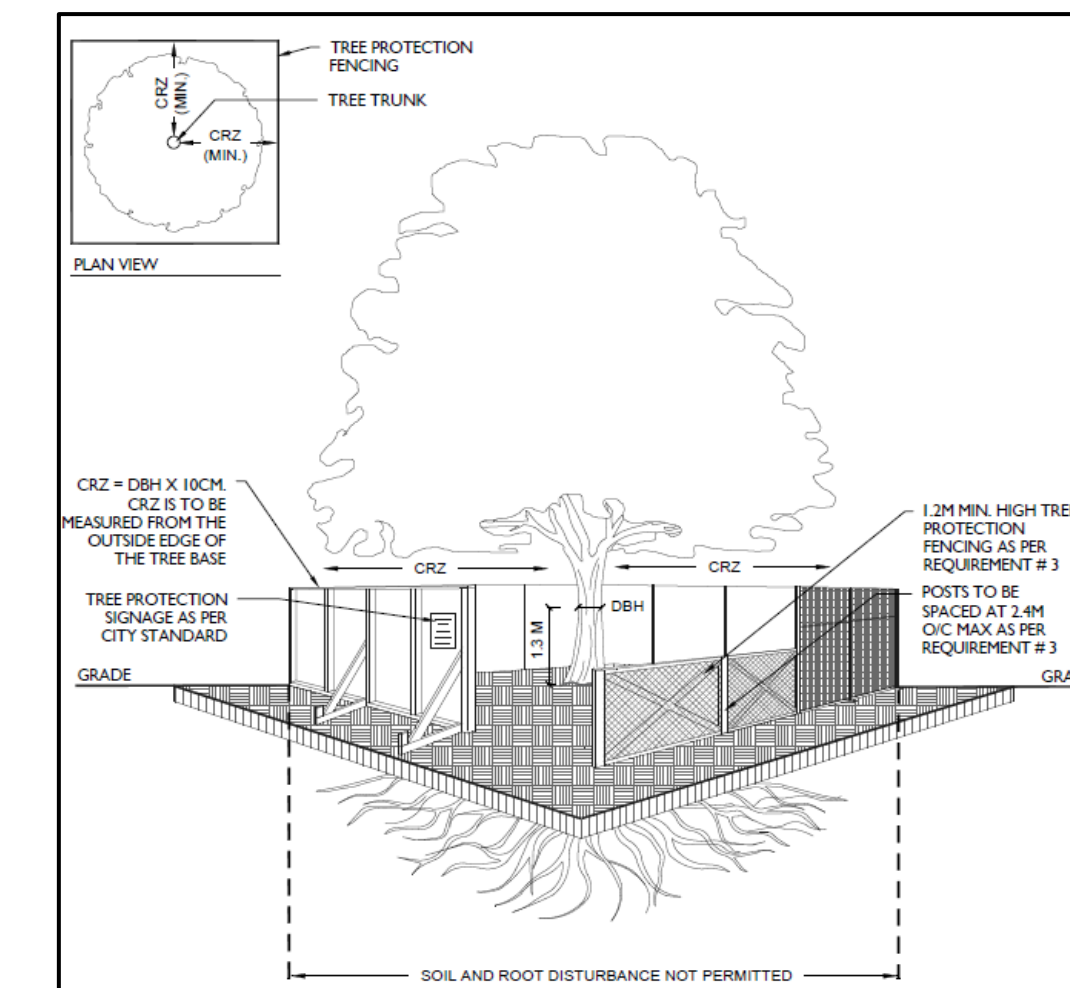 TREE PROTECTION
FENCING
TREE TRUNK
CRZ
(MIN.)
CRZ
(MIN.)
PLAN VIEW
CRZ = DBH X 10CM.
CRZ IS TO BE
MEASURED FROM THE
OUTSIDE EDGE OF
THE TREE BASE
TREE PROTECTION
SIGNAGE AS PER
CITY STANDARD
GRADE
CRZ
CRZ
DBH
1.3 M
1.2M MIN. HIGH TREE
PROTECTION
FENCING AS PER
REQUIREMENT # 3
POSTS TO BE
SPACED AT 2.4M
O/C MAX AS PER
REQUIREMENT # 3
GRA
SOIL AND ROOT DISTURBANCE NOT PERMITTED